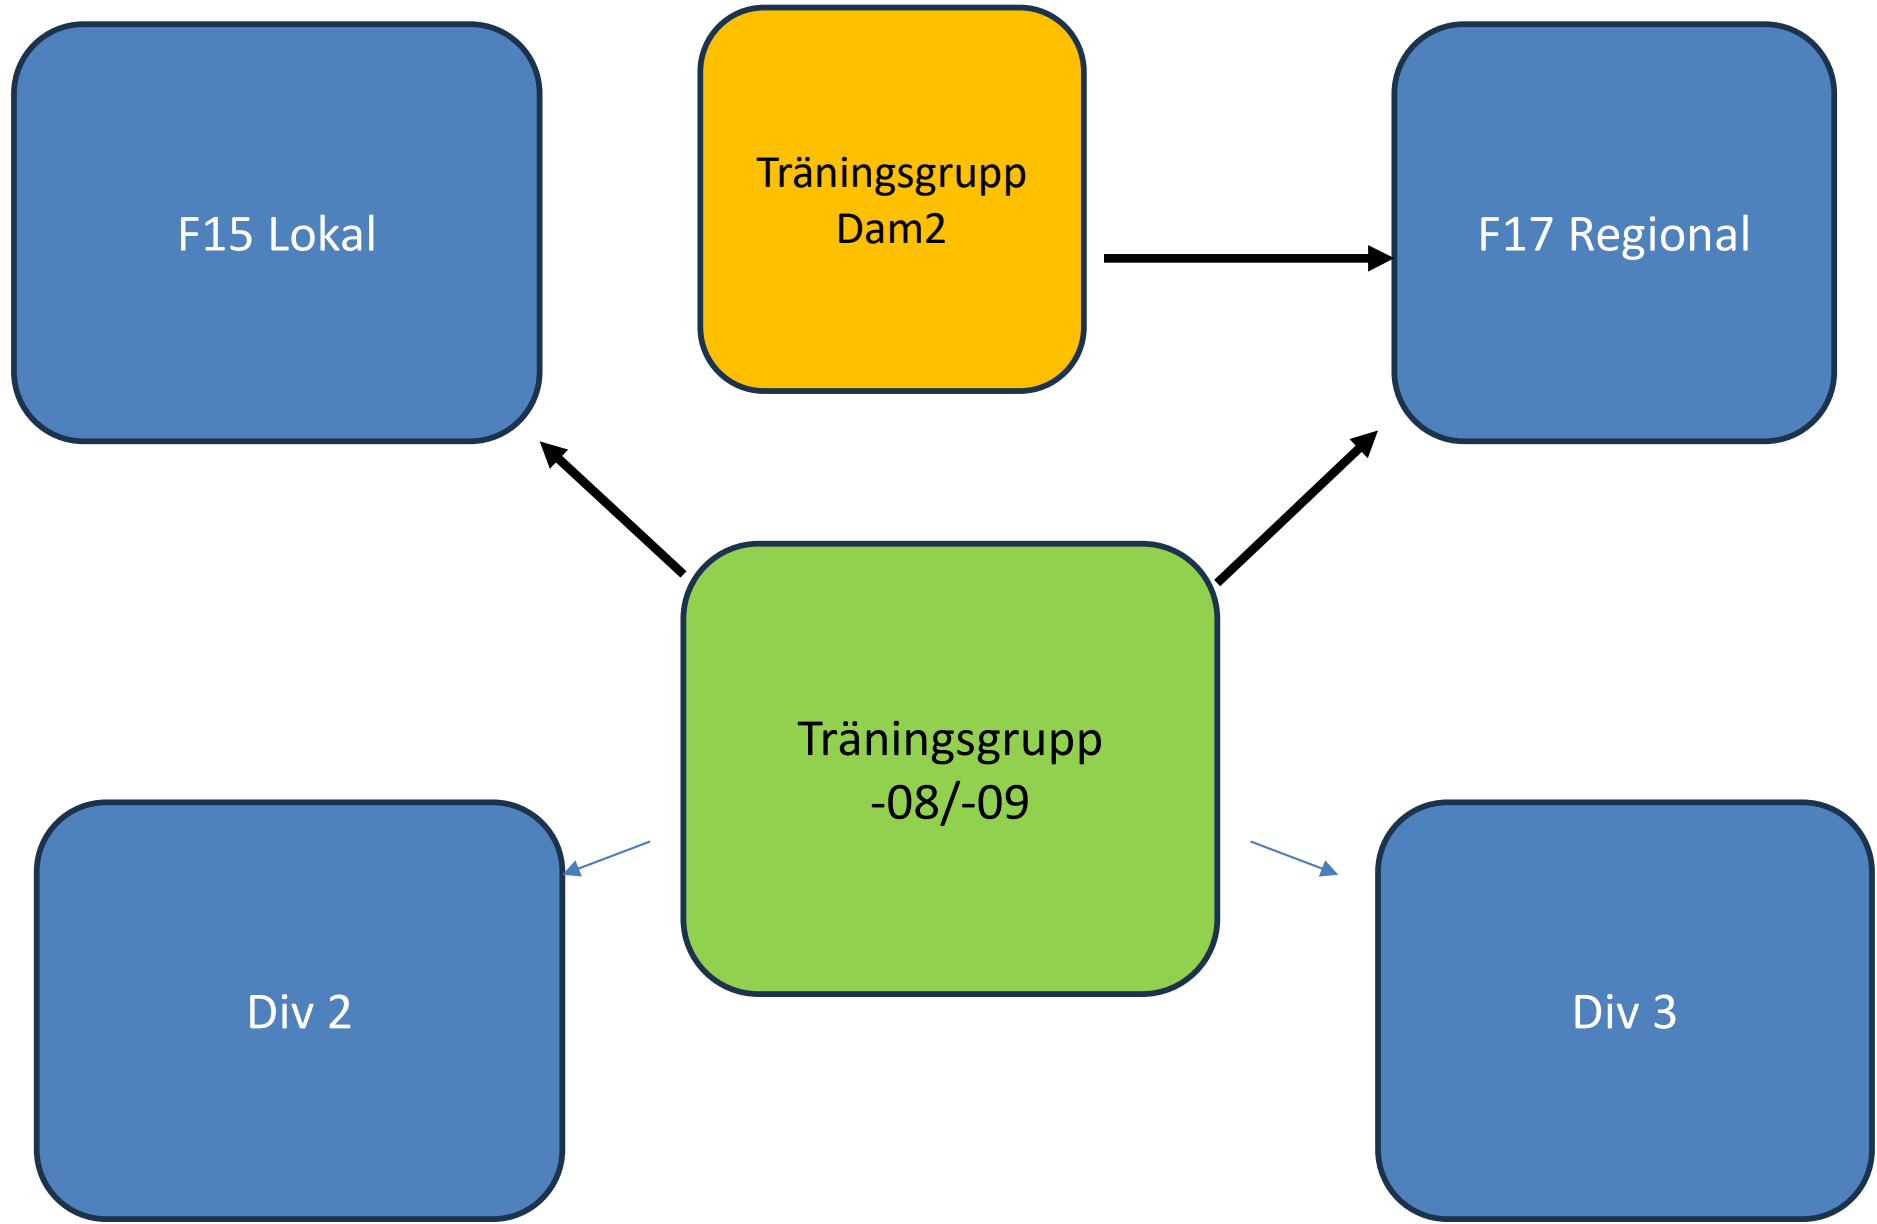 F15 Lokal
Träningsgrupp
Dam2
F17 Regional
Träningsgrupp
-08/-09
Div 2
Div 3